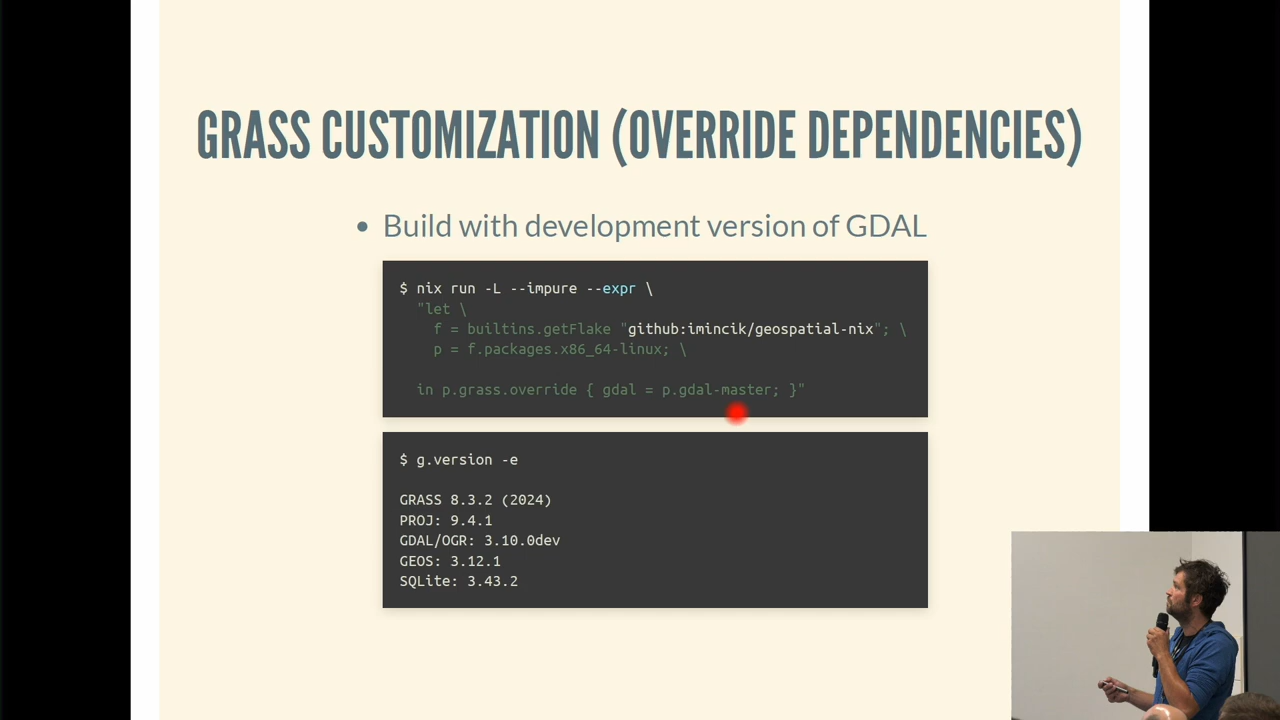 GRASS CUSTOMIZATION (OVERRIDE DEPENDENCIES)
• Build with development version of GDAL
$ nix run -L --impure --expr \
"let \
f = builtins.getFlake "github:imincik/geospatial-nix"; \
p = f.packages.x86_64-linux; \
in p.grass.override { gdal = p.gdal-master; }"
$ g.version -e
GRASS 8.3.2 (2024)
PROJ: 9.4.1
GDAL/OGR: 3.10.0dev
GEOS: 3.12.1
SQLite: 3.43.2